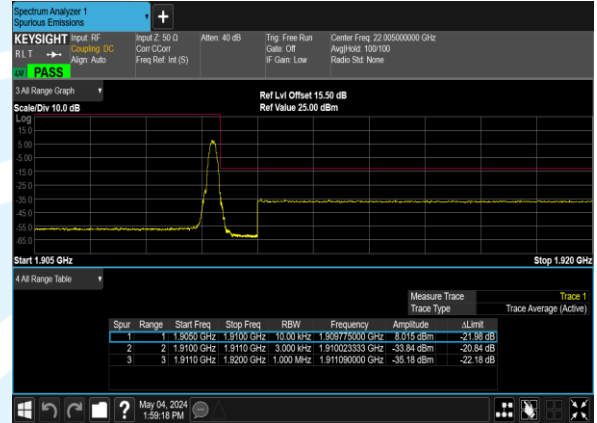 Spectrum Analyzer 1
Spurious Emissions
KEYSIGHT Input: RF Input Z: 50 Ω Atten: 40 dB Trig: Free Run Center Freq: 22.005000000 GHz
RLT Coupling: DC Corr CCorr Gate: Off Avg|Hold: 100/100
Align: Auto Freq Ref: Int (S) IF Gain: Low Radio Std: None
PASS
3 All Range Graph
Ref Lvl Offset 15.50 dB
Scale/Div 10.0 dB Ref Value 25.00 dBm
Log
15.0
5.00
-5.00
-15.0
-25.0
-35.0
-45.0
-55.0
-65.0
Start 1.905 GHz Stop 1.920 GHz
4 All Range Table
Measure Trace Trace 1
Trace Type Trace Average (Active)
Spur Range Start Freq Stop Freq RBW Frequency Amplitude ΔLimit
1 1 1.9050 GHz 1.9100 GHz 10.00 kHz 1.909775000 GHz 8.015 dBm -21.98 dB
2 2 1.9100 GHz 1.9110 GHz 3.000 kHz 1.910023333 GHz -33.84 dBm -20.84 dB
3 3 1.9110 GHz 1.9200 GHz 1.000 MHz 1.911090000 GHz -35.18 dBm -22.18 dB
May 04, 2024
1:59:18 PM